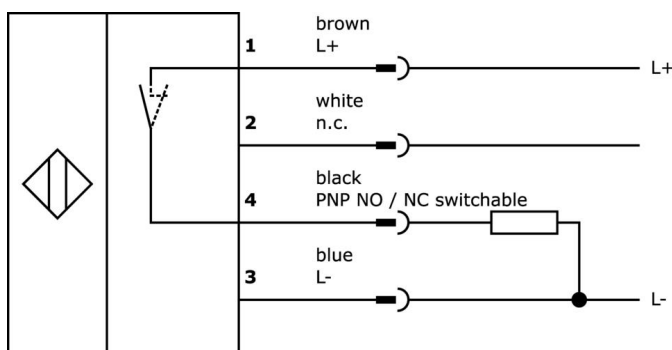 brown
1 L+ L+
white
2 n.c.
black
4 PNP NO / NC switchable
blue
3 L- L-